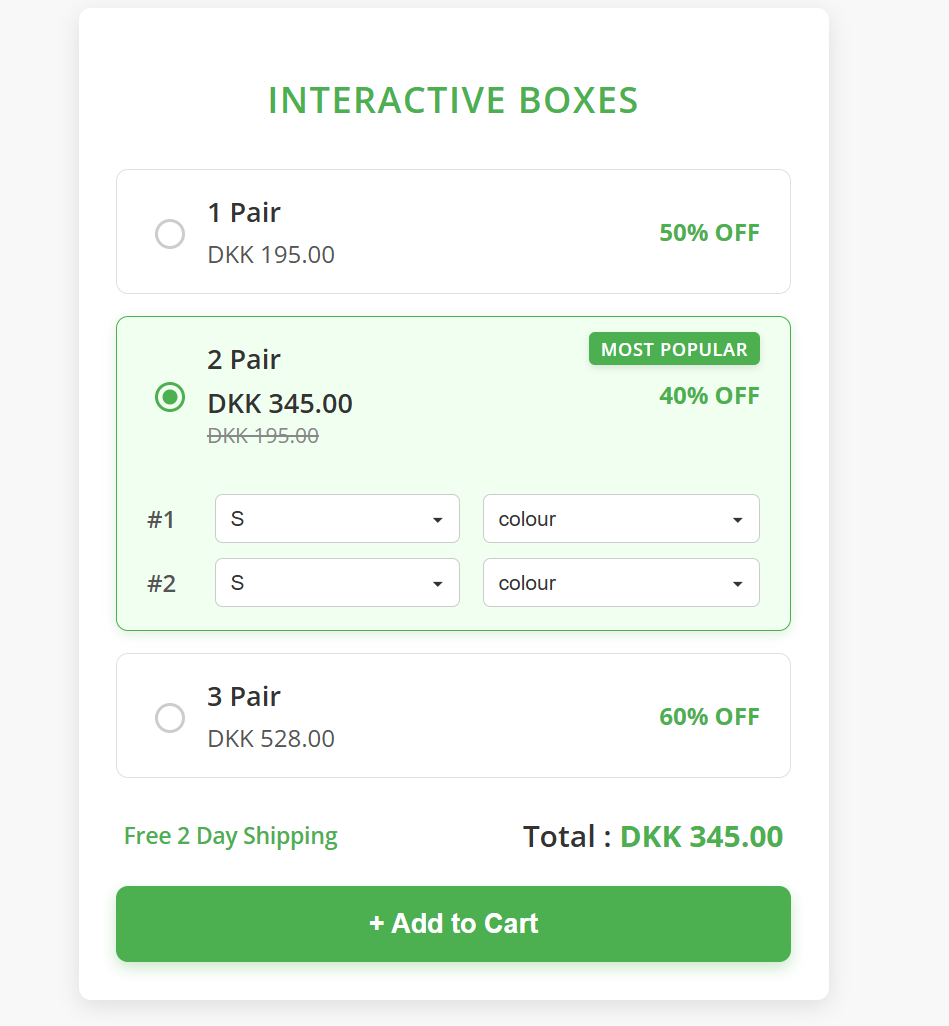 INTERACTIVE BOXES
1 Pair
DKK 195.00
50% OFF
2 Pair
MOST POPULAR
DKK 345.00
40% OFF
DKK 195.00
#1 S colour
#2 S colour
3 Pair
DKK 528.00
60% OFF
Free 2 Day Shipping
Total : DKK 345.00
+ Add to Cart